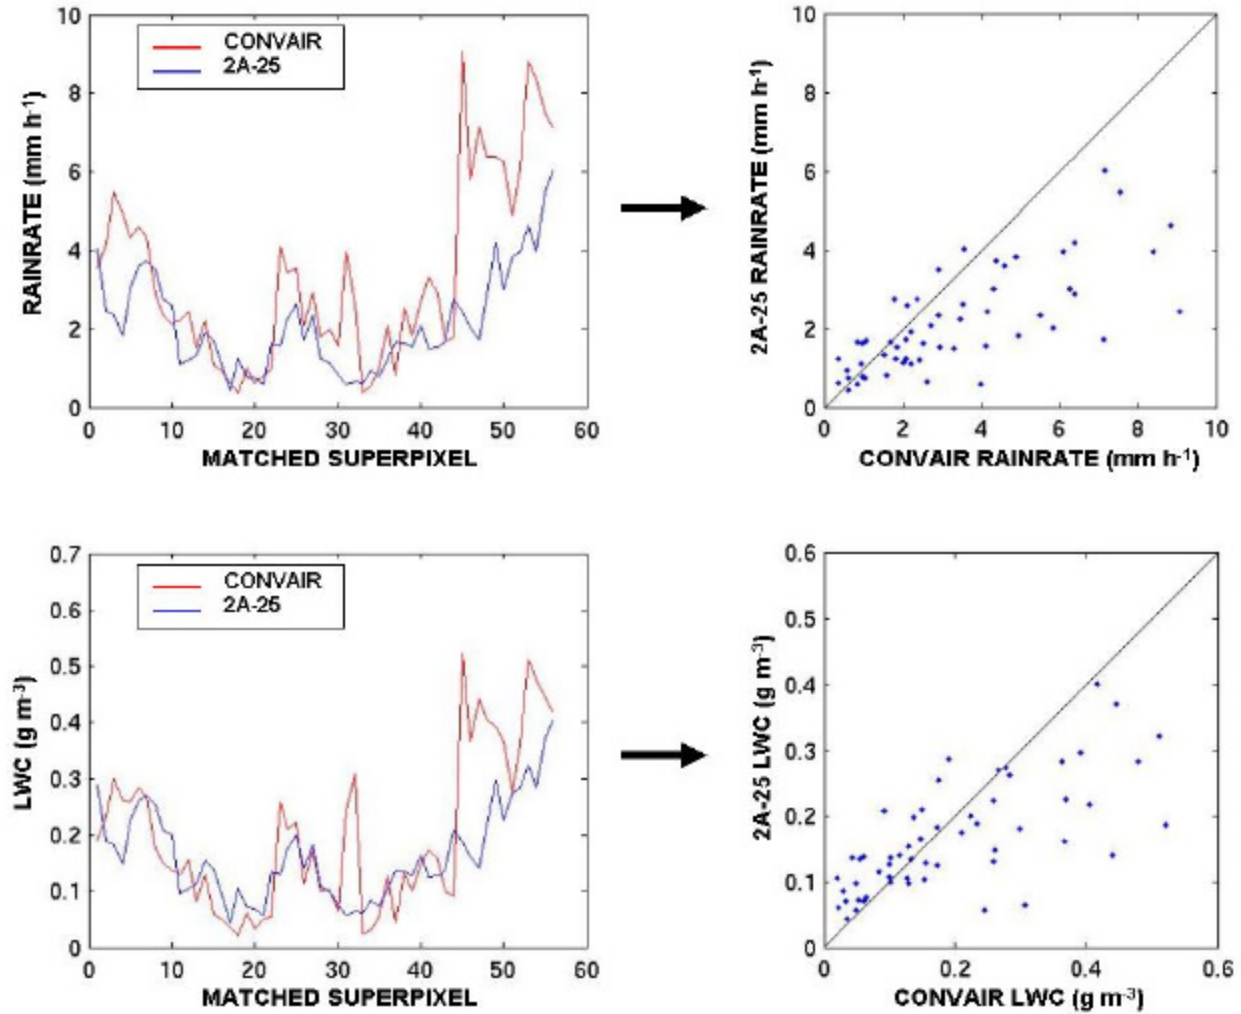 10
8
6
4
2
0
RAINRATE (mm h-1)
CONVAIR
2A-25
0 10 20 30 40 50 60
MATCHED SUPERPIXEL
10
8
6
4
2
0
2A-25 RAINRATE (mm h-1)
0 2 4 6 8 10
CONVAIR RAINRATE (mm h-1)
0.7
0.6
0.5
0.4
0.3
0.2
0.1
0
LWC (g m-3)
CONVAIR
2A-25
0 10 20 30 40 50 60
MATCHED SUPERPIXEL
0.6
0.5
0.4
0.3
0.2
0.1
0
2A-25 LWC (g m-3)
0 0.2 0.4 0.6
CONVAIR LWC (g m-3)